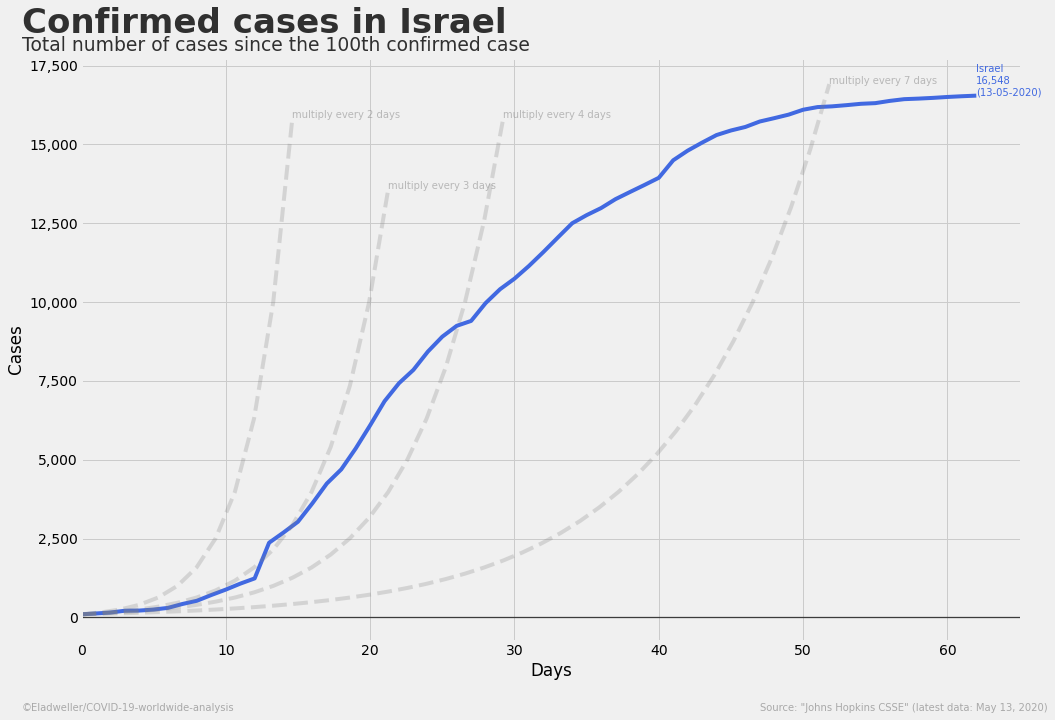 Confirmed cases in Israel
Total number of cases since the 100th confirmed case
17,500
15,000
12,500
10,000
7,500
5,000
2,500
0
Cases
multiply every 2 days
multiply every 3 days
multiply every 4 days
multiply every 7 days
Israel
16,548
(13-05-2020)
0
10
20
30
40
50
60
Days
©Eladweller/COVID-19-worldwide-analysis
Source: "Johns Hopkins CSSE" (latest data: May 13, 2020)